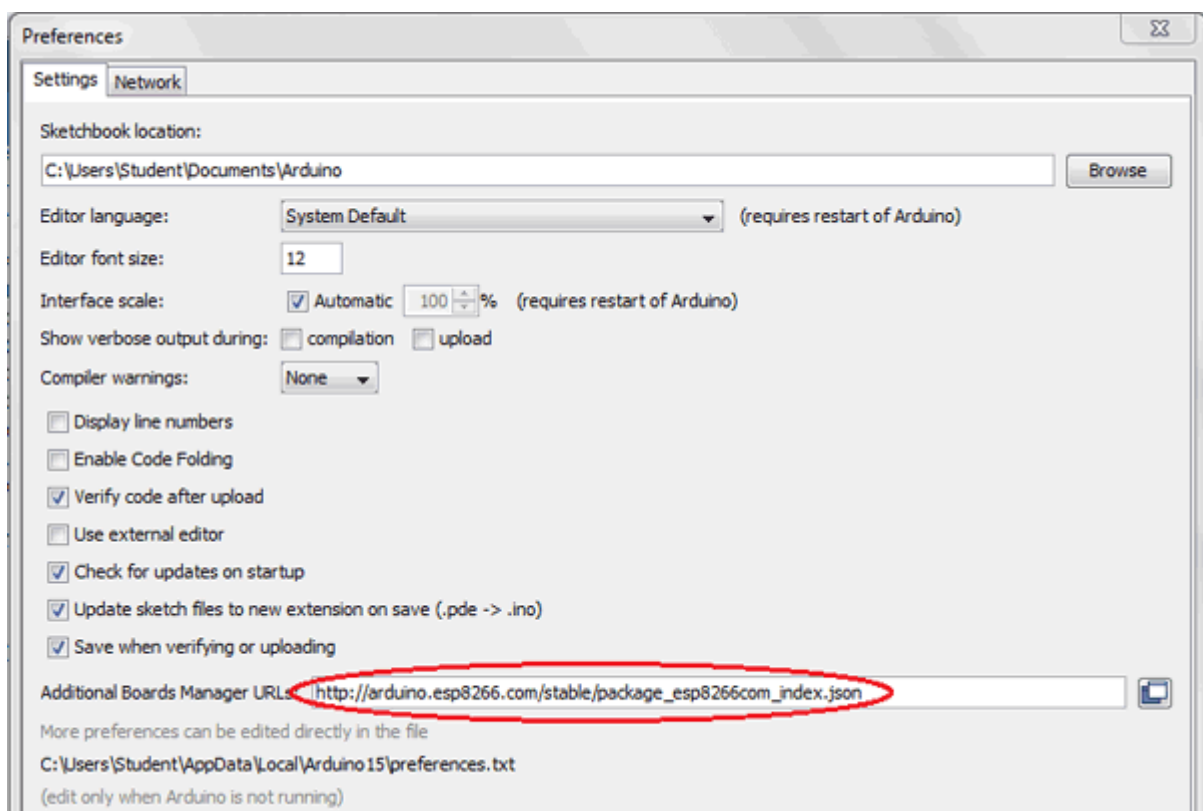 Preferences
Settings Network
Sketchbook location:
C:\Users\Student\Documents\Arduino Browse
Editor language: System Default (requires restart of Arduino)
Editor font size: 12
Interface scale: Automatic 100 % (requires restart of Arduino)
Show verbose output during: compilation upload
Compiler warnings: None
Display line numbers
Enable Code Folding
Verify code after upload
Use external editor
Check for updates on startup
Update sketch files to new extension on save (.pde -> .ino)
Save when verifying or uploading
Additional Boards Manager URLs http://arduino.esp8266.com/stable/package_esp8266com_index.json
More preferences can be edited directly in the file
C:\Users\Student\AppData\Local\Arduino15\preferences.txt
(edit only when Arduino is not running)